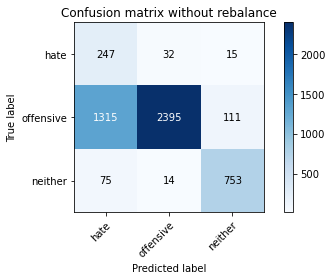 Confusion matrix without rebalance
True label
hate
247 32 15
offensive
1315 2395 111
neither
75 14 753
hate
offensive
neither
Predicted label
2000
1500
1000
500